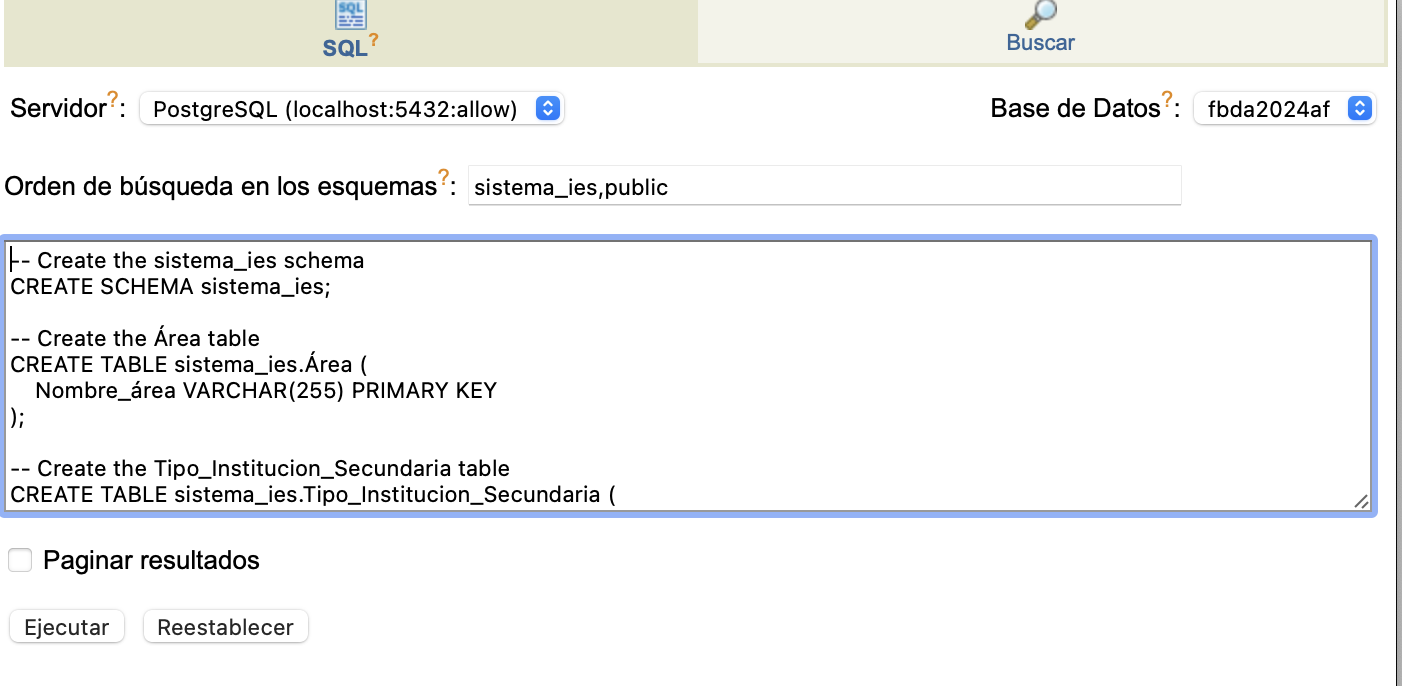 SQL
SQL?
Buscar
Servidor?: PostgreSQL (localhost:5432:allow)
Base de Datos?: fbda2024af
Orden de búsqueda en los esquemas?: sistema_ies,public
-- Create the sistema_ies schema
CREATE SCHEMA sistema_ies;
-- Create the Área table
CREATE TABLE sistema_ies.Área (
    Nombre_área VARCHAR(255) PRIMARY KEY
);
-- Create the Tipo_Institucion_Secundaria table
CREATE TABLE sistema_ies.Tipo_Institucion_Secundaria (
Paginar resultados
Ejecutar
Reestablecer